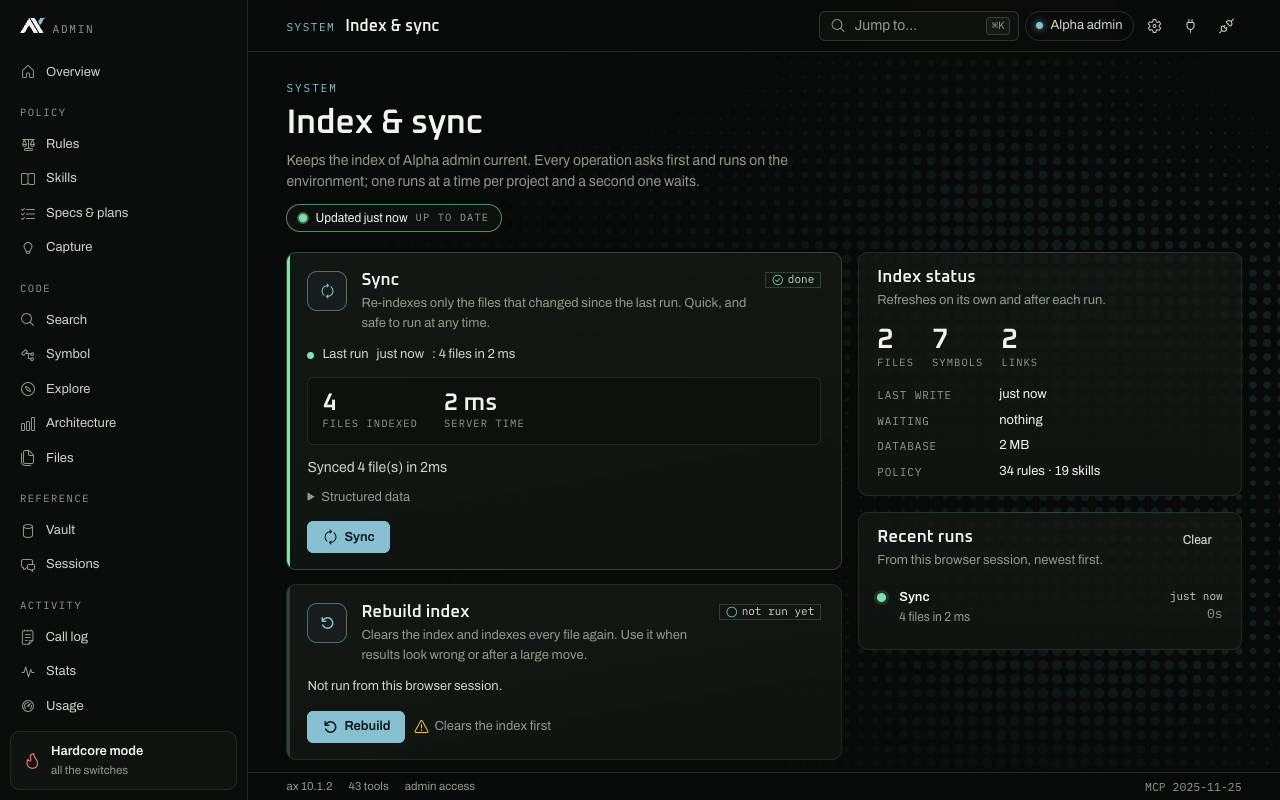 ADMIN
Overview
POLICY
Rules
Skills
Specs & plans
Capture
CODE
Search
Symbol
Explore
Architecture
Files
REFERENCE
Vault
Sessions
ACTIVITY
Call log
Stats
Usage
Hardcore mode
all the switches
SYSTEM Index & sync
Jump to... ⌘K
Alpha admin
SYSTEM
Index & sync
Keeps the index of Alpha admin current. Every operation asks first and runs on the
environment; one runs at a time per project and a second one waits.
Updated just now UP TO DATE
Sync
done
Re-indexes only the files that changed since the last run. Quick, and
safe to run at any time.
Last run just now : 4 files in 2 ms
4 2 ms
FILES INDEXED SERVER TIME
Synced 4 file(s) in 2ms
Structured data
Sync
Rebuild index
not run yet
Clears the index and indexes every file again. Use it when
results look wrong or after a large move.
Not run from this browser session.
Rebuild Clears the index first
Index status
Refreshes on its own and after each run.
2 7 2
FILES SYMBOLS LINKS
LAST WRITE just now
WAITING nothing
DATABASE 2 MB
POLICY 34 rules · 19 skills
Recent runs
Clear
From this browser session, newest first.
Sync just now
4 files in 2 ms 0s
ax 10.1.2 43 tools admin access MCP 2025-11-25